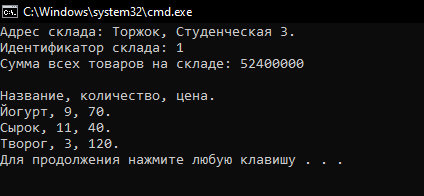 C:\Windows\system32\cmd.exe
Адрес склада: Торжок, Студенческая 3.
Идентификатор склада: 1
Сумма всех товаров на складе: 52400000
Название, количество, цена.
Йогурт, 9, 70.
Сырок, 11, 40.
Творог, 3, 120.
Для продолжения нажмите любую клавишу . . .